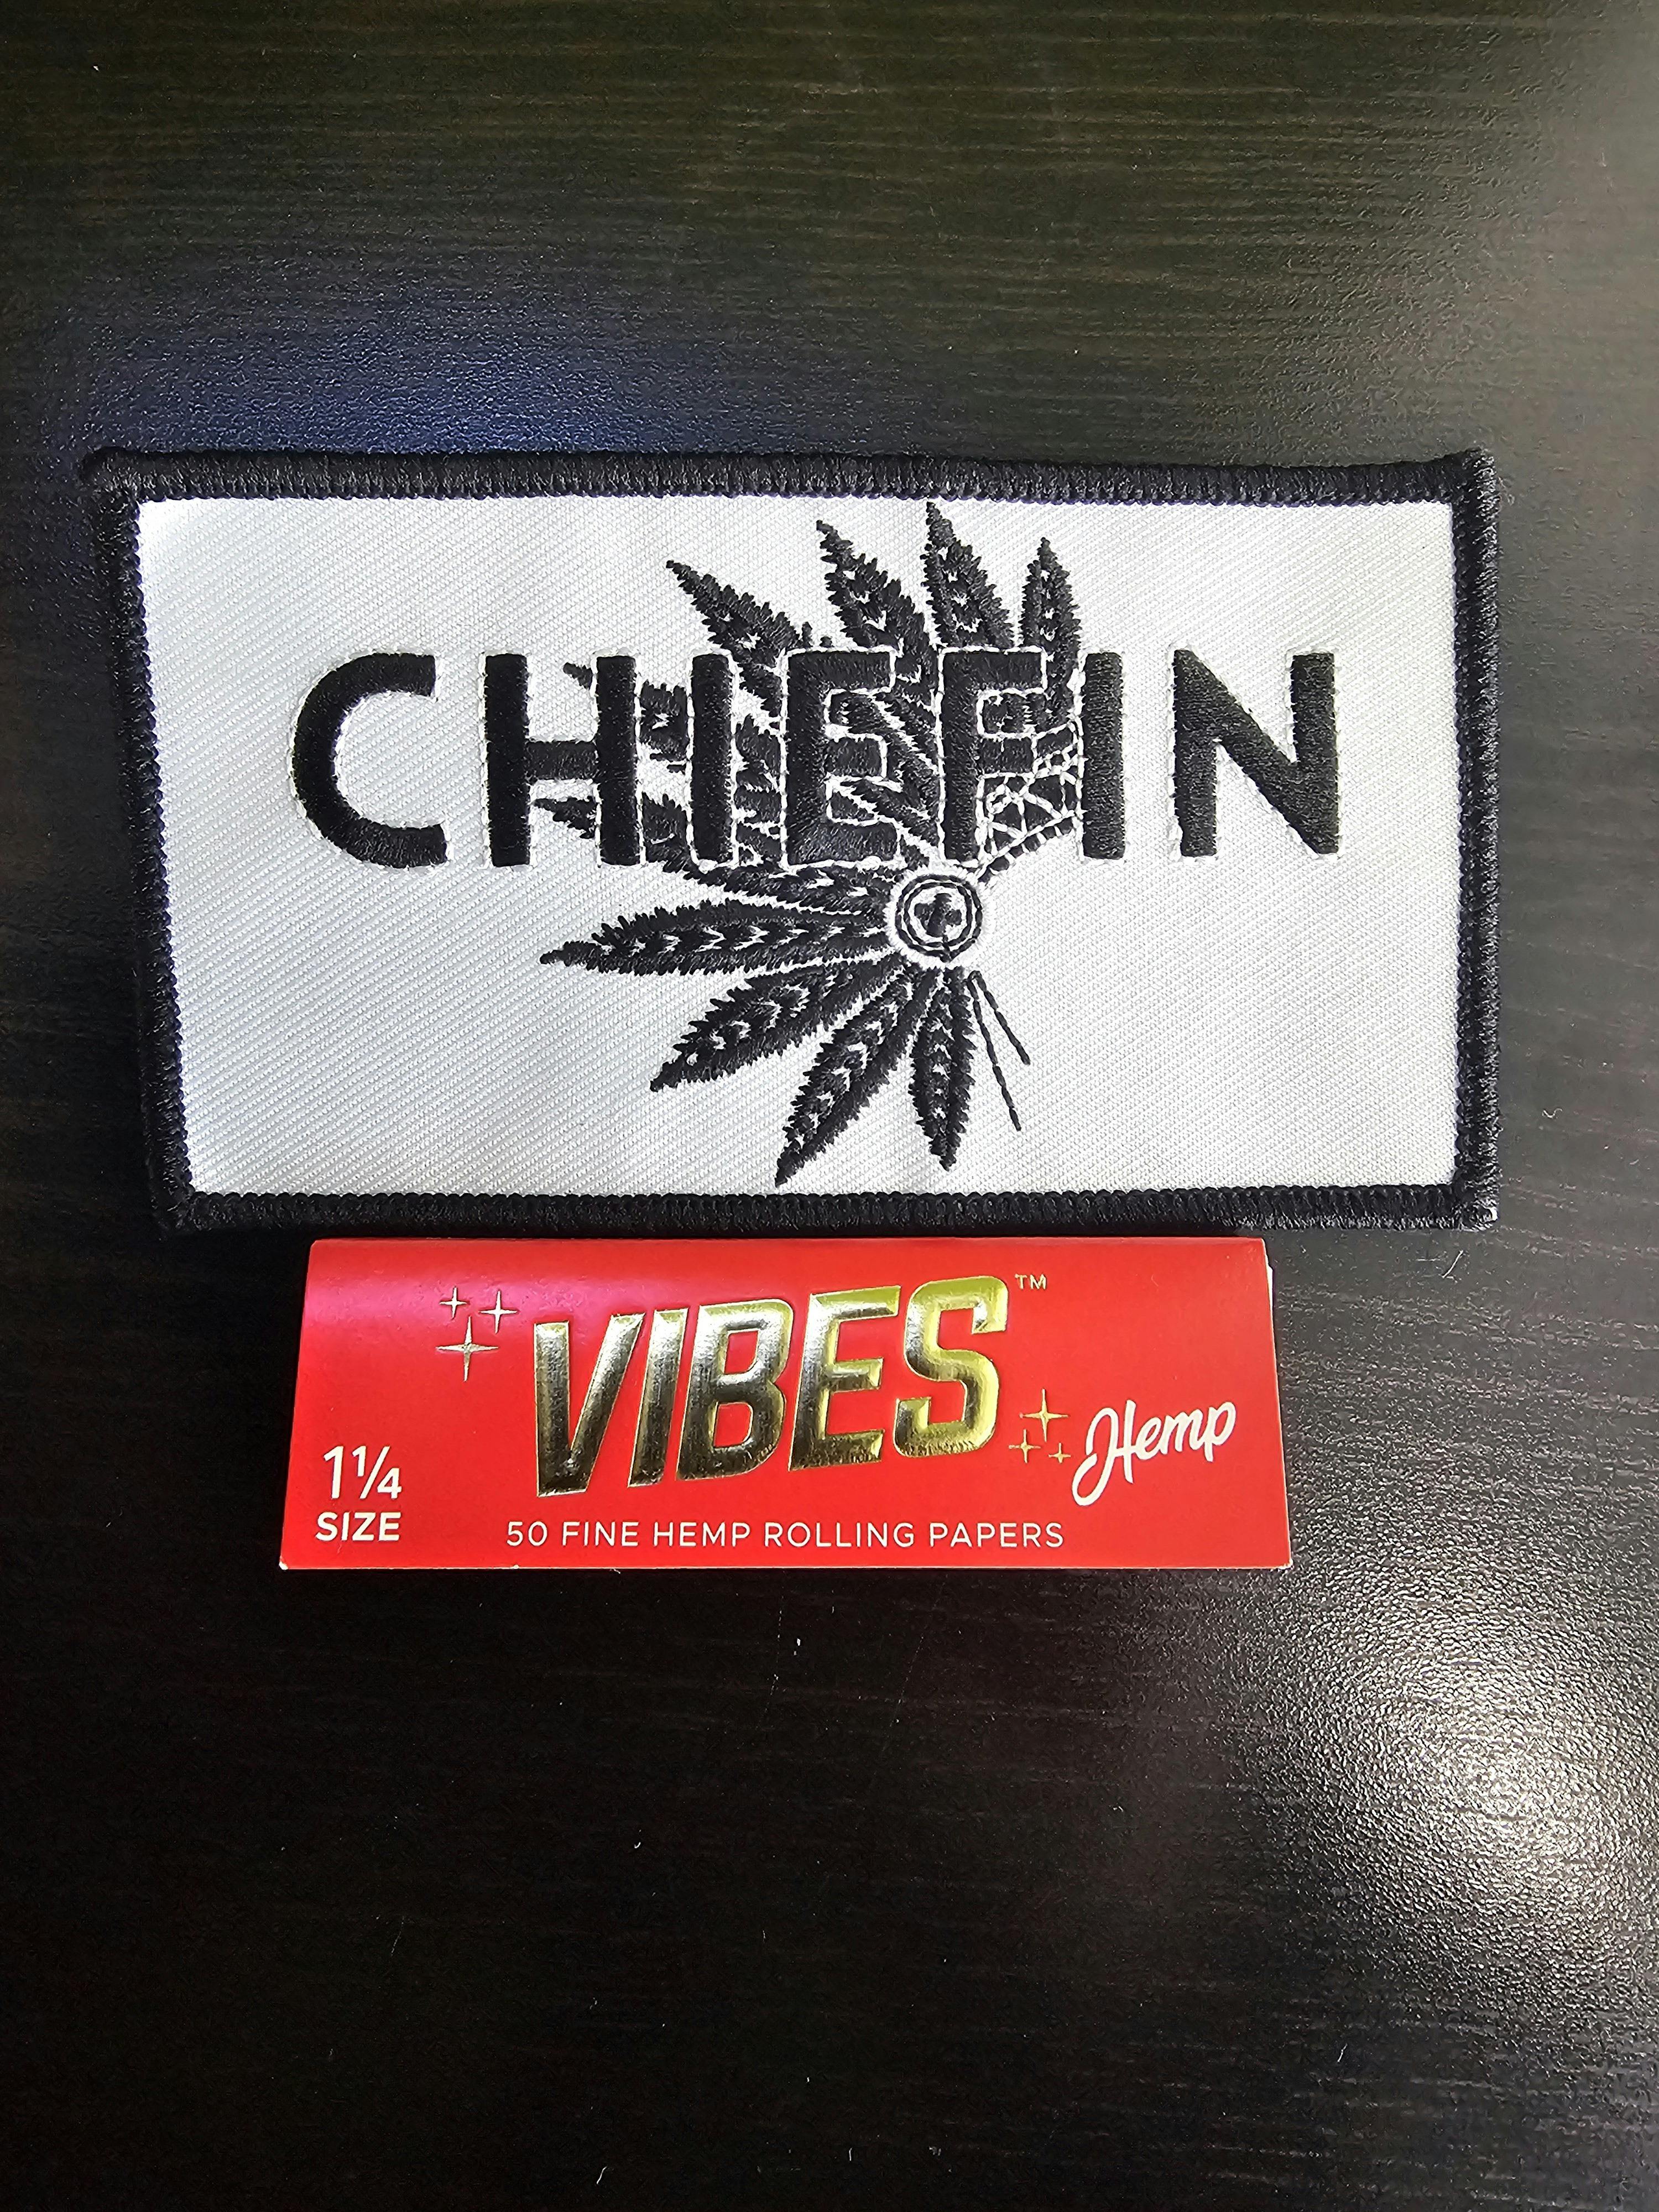 CHIEFIN
VIBES™
Hemp
1¼
SIZE
50 FINE HEMP ROLLING PAPERS